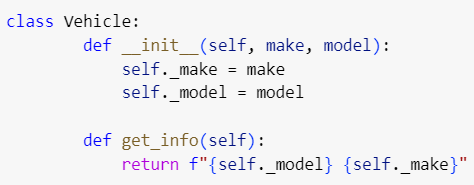 class Vehicle:
        def __init__(self, make, model):
            self._make = make
            self._model = model

        def get_info(self):
            return f"{self._model} {self._make}"